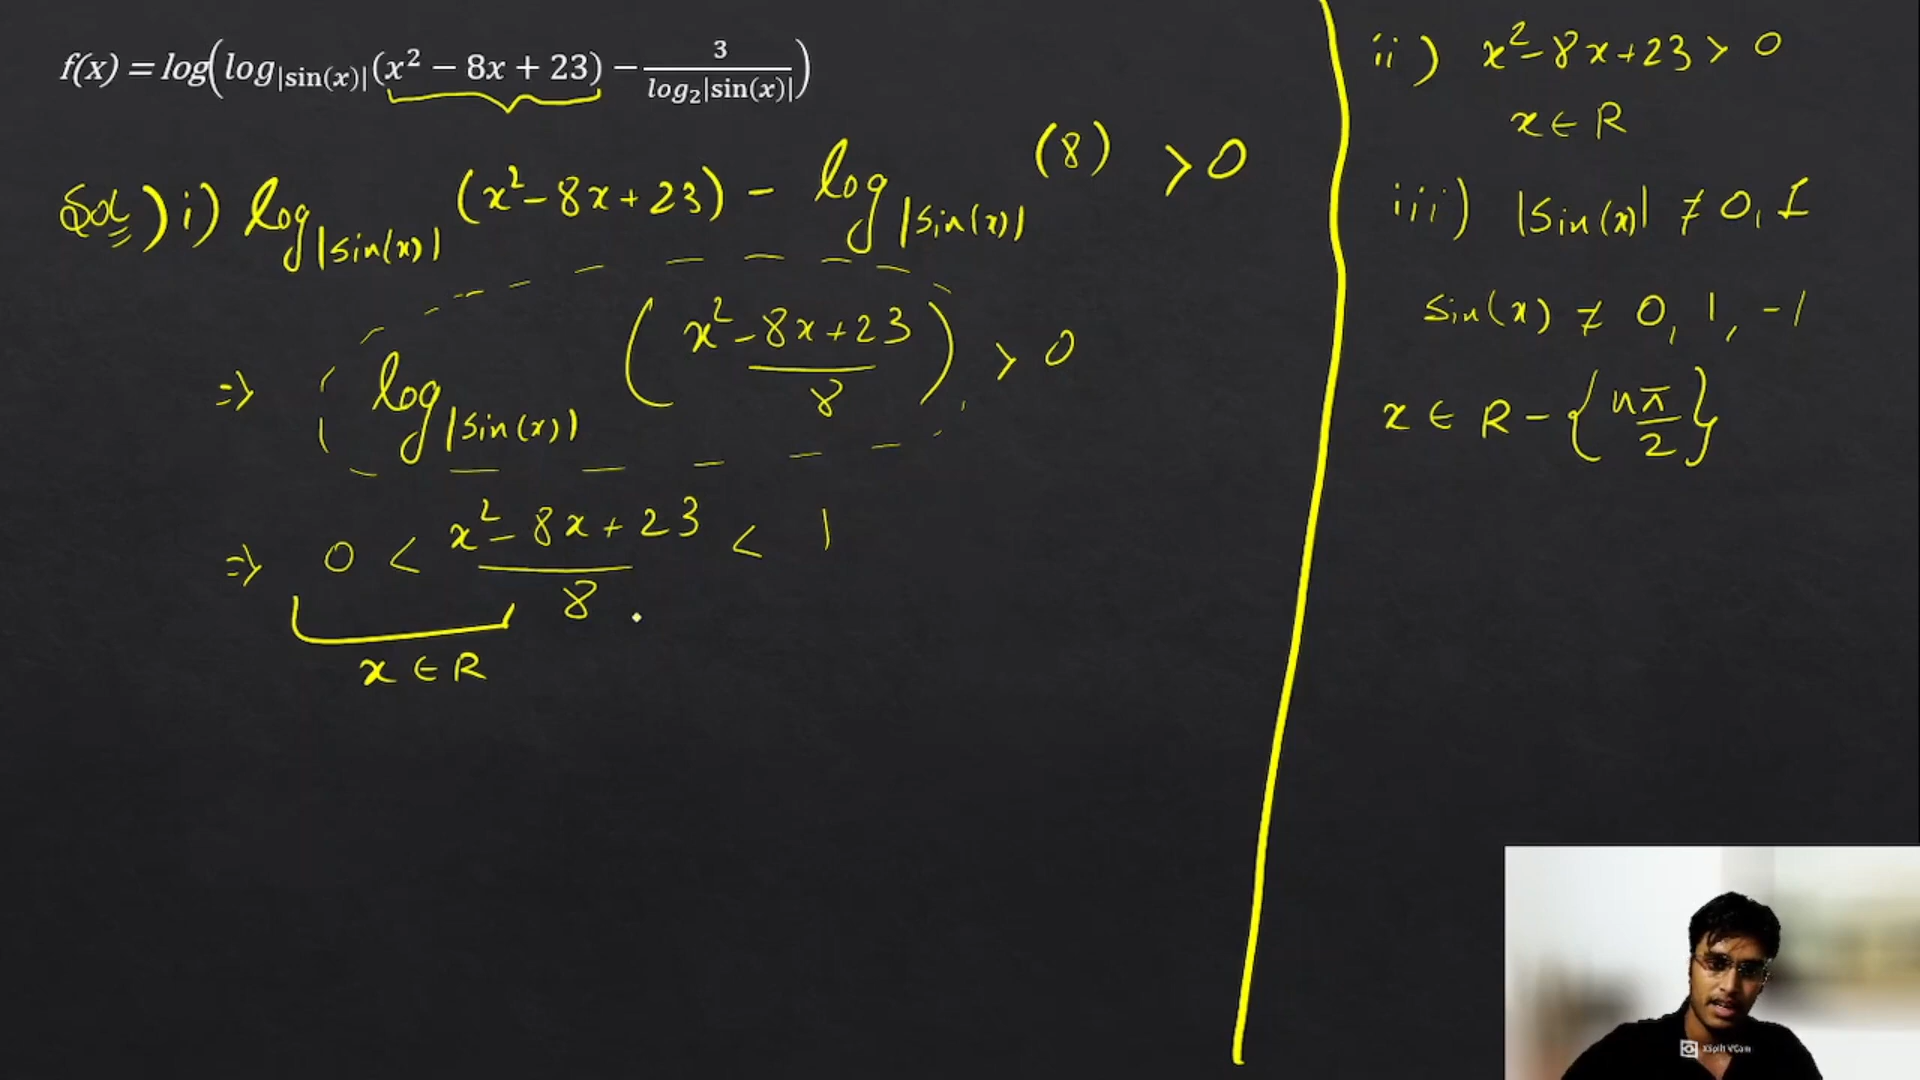 f(x) = log(log|sin(x)|(x² − 8x + 23) − 3/log₂|sin(x)|)
Sol) i) log|sin(x)| (x²-8x+23) - log|sin(x)| (8) > 0
=> log|sin(x)| ((x²-8x+23)/8) > 0
=> 0 < (x²-8x+23)/8 < 1
x ∈ R
ii) x²-8x+23 > 0
x ∈ R
iii) |sin(x)| ≠ 0, 1
sin(x) ≠ 0, 1, -1
x ∈ R - {nπ/2}
XSplit VCam